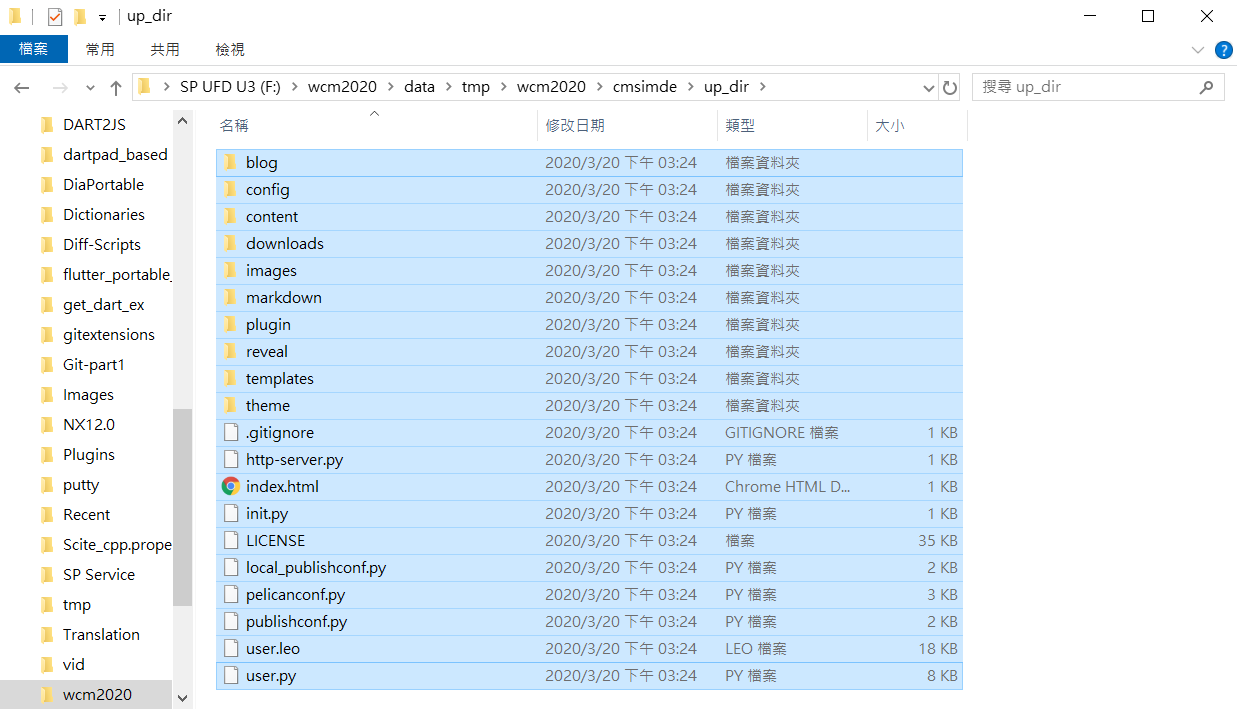 up_dir
檔案 常用 共用 檢視
SP UFD U3 (F:) wcm2020 data tmp wcm2020 cmsimde up_dir 搜尋 up_dir
DART2JS
dartpad_based
DiaPortable
Dictionaries
Diff-Scripts
flutter_portable_
get_dart_ex
gitextensions
Git-part1
Images
NX12.0
Plugins
putty
Recent
Scite_cpp.prope
SP Service
tmp
Translation
vid
wcm2020
名稱 修改日期 類型 大小
blog 2020/3/20 下午 03:24 檔案資料夾
config 2020/3/20 下午 03:24 檔案資料夾
content 2020/3/20 下午 03:24 檔案資料夾
downloads 2020/3/20 下午 03:24 檔案資料夾
images 2020/3/20 下午 03:24 檔案資料夾
markdown 2020/3/20 下午 03:24 檔案資料夾
plugin 2020/3/20 下午 03:24 檔案資料夾
reveal 2020/3/20 下午 03:24 檔案資料夾
templates 2020/3/20 下午 03:24 檔案資料夾
theme 2020/3/20 下午 03:24 檔案資料夾
.gitignore 2020/3/20 下午 03:24 GITIGNORE 檔案 1 KB
http-server.py 2020/3/20 下午 03:24 PY 檔案 1 KB
index.html 2020/3/20 下午 03:24 Chrome HTML D... 1 KB
init.py 2020/3/20 下午 03:24 PY 檔案 1 KB
LICENSE 2020/3/20 下午 03:24 檔案 35 KB
local_publishconf.py 2020/3/20 下午 03:24 PY 檔案 2 KB
pelicanconf.py 2020/3/20 下午 03:24 PY 檔案 3 KB
publishconf.py 2020/3/20 下午 03:24 PY 檔案 2 KB
user.leo 2020/3/20 下午 03:24 LEO 檔案 18 KB
user.py 2020/3/20 下午 03:24 PY 檔案 8 KB